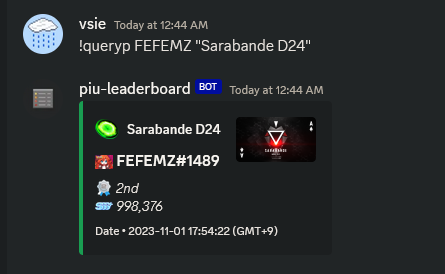 vsie Today at 12:44 AM
!queryp FEFEMZ "Sarabande D24"
piu-leaderboard BOT Today at 12:44 AM
Sarabande D24
FEFEMZ#1489
2nd
998,376
Date • 2023-11-01 17:54:22 (GMT+9)
SARABANDE